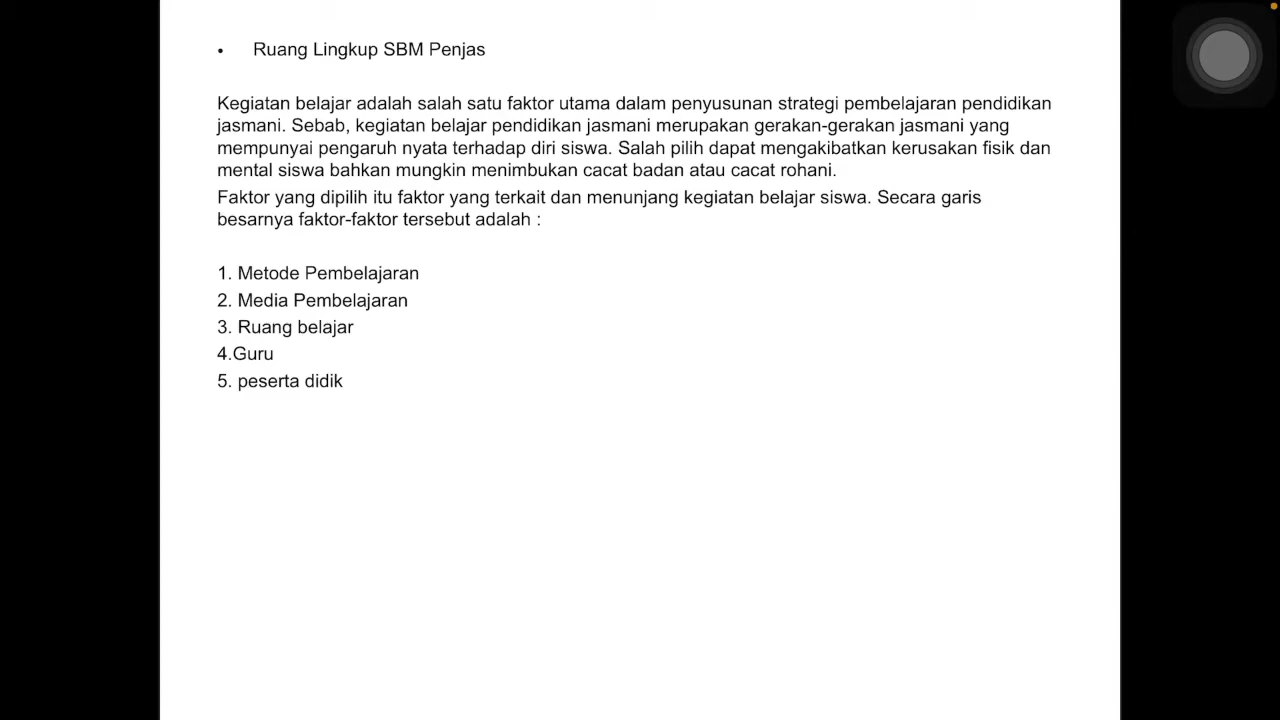 • Ruang Lingkup SBM Penjas
Kegiatan belajar adalah salah satu faktor utama dalam penyusunan strategi pembelajaran pendidikan
jasmani. Sebab, kegiatan belajar pendidikan jasmani merupakan gerakan-gerakan jasmani yang
mempunyai pengaruh nyata terhadap diri siswa. Salah pilih dapat mengakibatkan kerusakan fisik dan
mental siswa bahkan mungkin menimbukan cacat badan atau cacat rohani.
Faktor yang dipilih itu faktor yang terkait dan menunjang kegiatan belajar siswa. Secara garis
besarnya faktor-faktor tersebut adalah :
1. Metode Pembelajaran
2. Media Pembelajaran
3. Ruang belajar
4.Guru
5. peserta didik